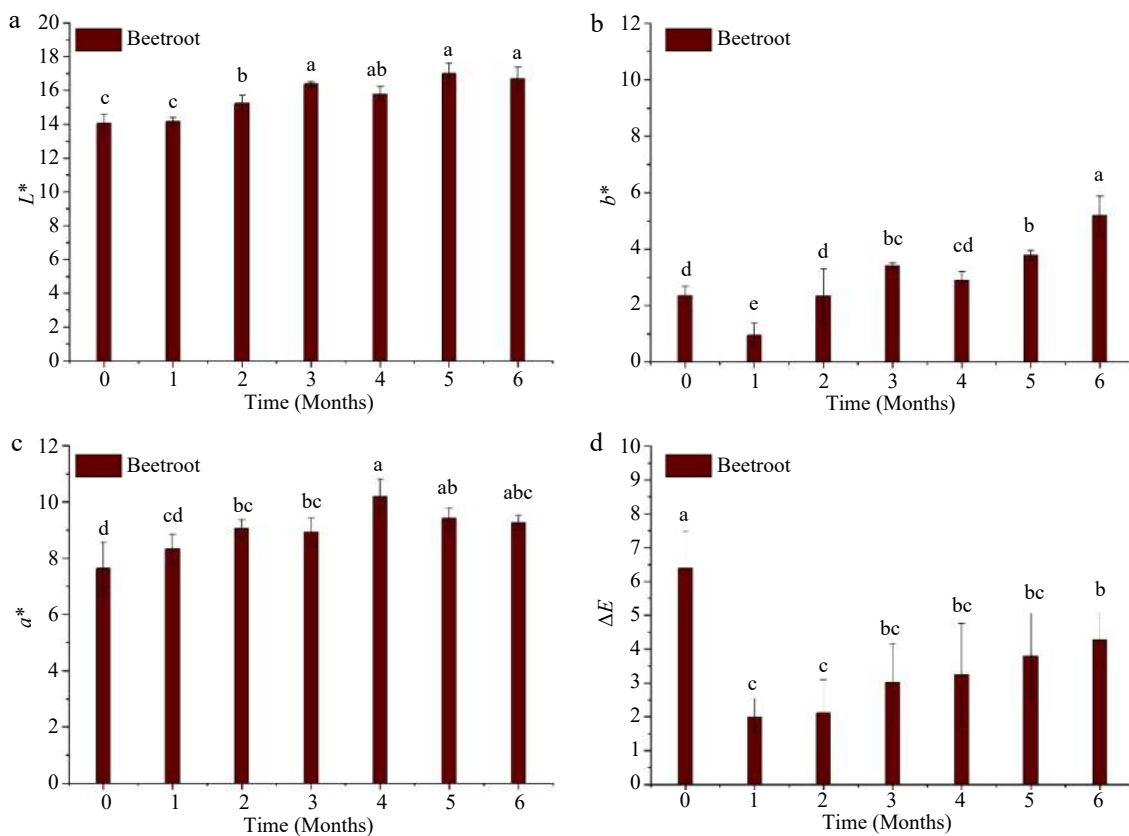 a
Beetroot
20
18
16
14
12
10
8
6
4
2
0
L*
c
c
b
a
ab
a
a
0 1 2 3 4 5 6
Time (Months)
b
Beetroot
12
10
8
6
4
2
0
b*
d
e
d
bc
cd
b
a
0 1 2 3 4 5 6
Time (Months)
c
Beetroot
12
10
8
6
4
2
0
a*
d
cd
bc
bc
a
ab
abc
0 1 2 3 4 5 6
Time (Months)
d
Beetroot
10
9
8
7
6
5
4
3
2
1
0
ΔE
a
c
c
bc
bc
bc
b
0 1 2 3 4 5 6
Time (Months)